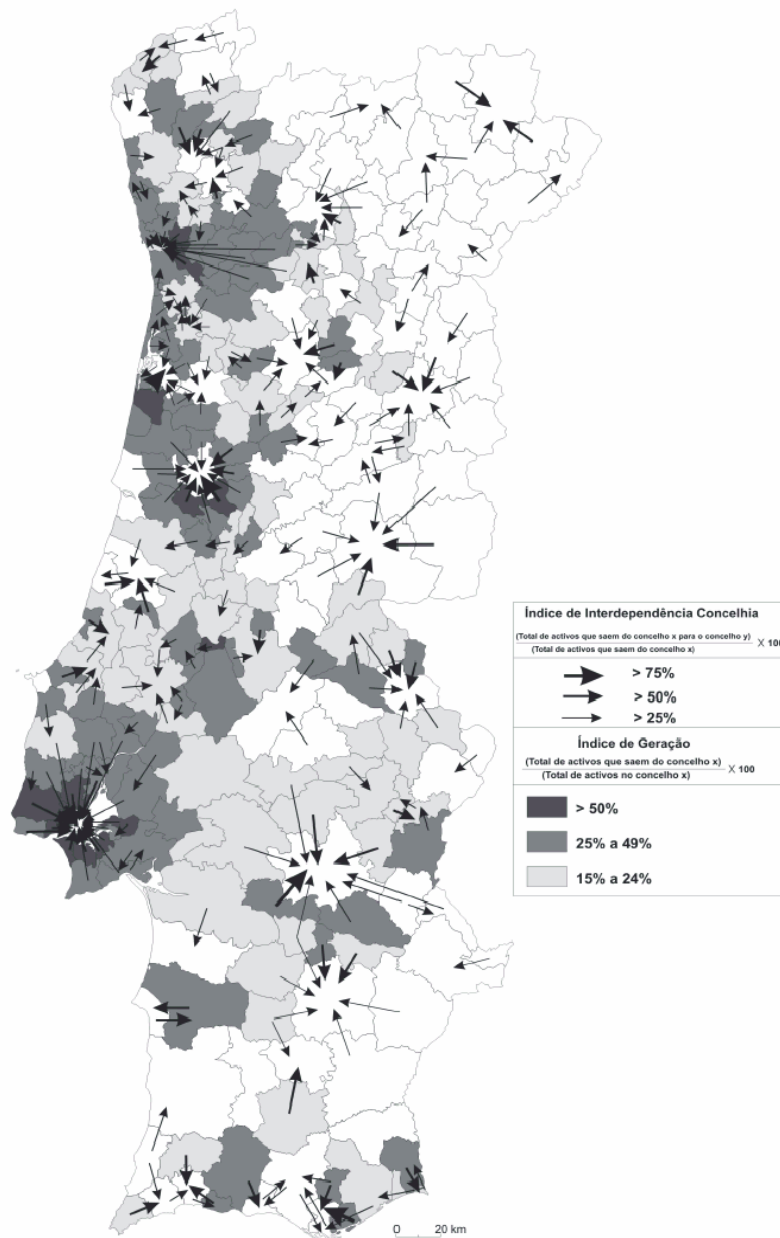 Índice de Interdependência Concelhia
(Total de activos que saem do concelho x para o concelho y)
(Total de activos que saem do concelho x)
X 100
> 75%
> 50%
> 25%
Índice de Geração
(Total de activos que saem do concelho x)
(Total de activos no concelho x)
X 100
> 50%
25% a 49%
15% a 24%
0 20 km